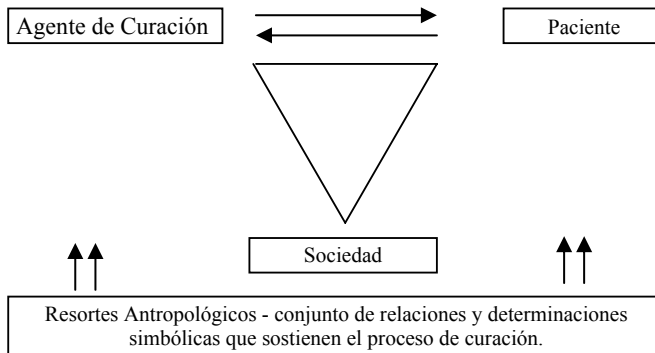 Agente de Curación
Paciente
Sociedad
Resortes Antropológicos - conjunto de relaciones y determinaciones
simbólicas que sostienen el proceso de curación.